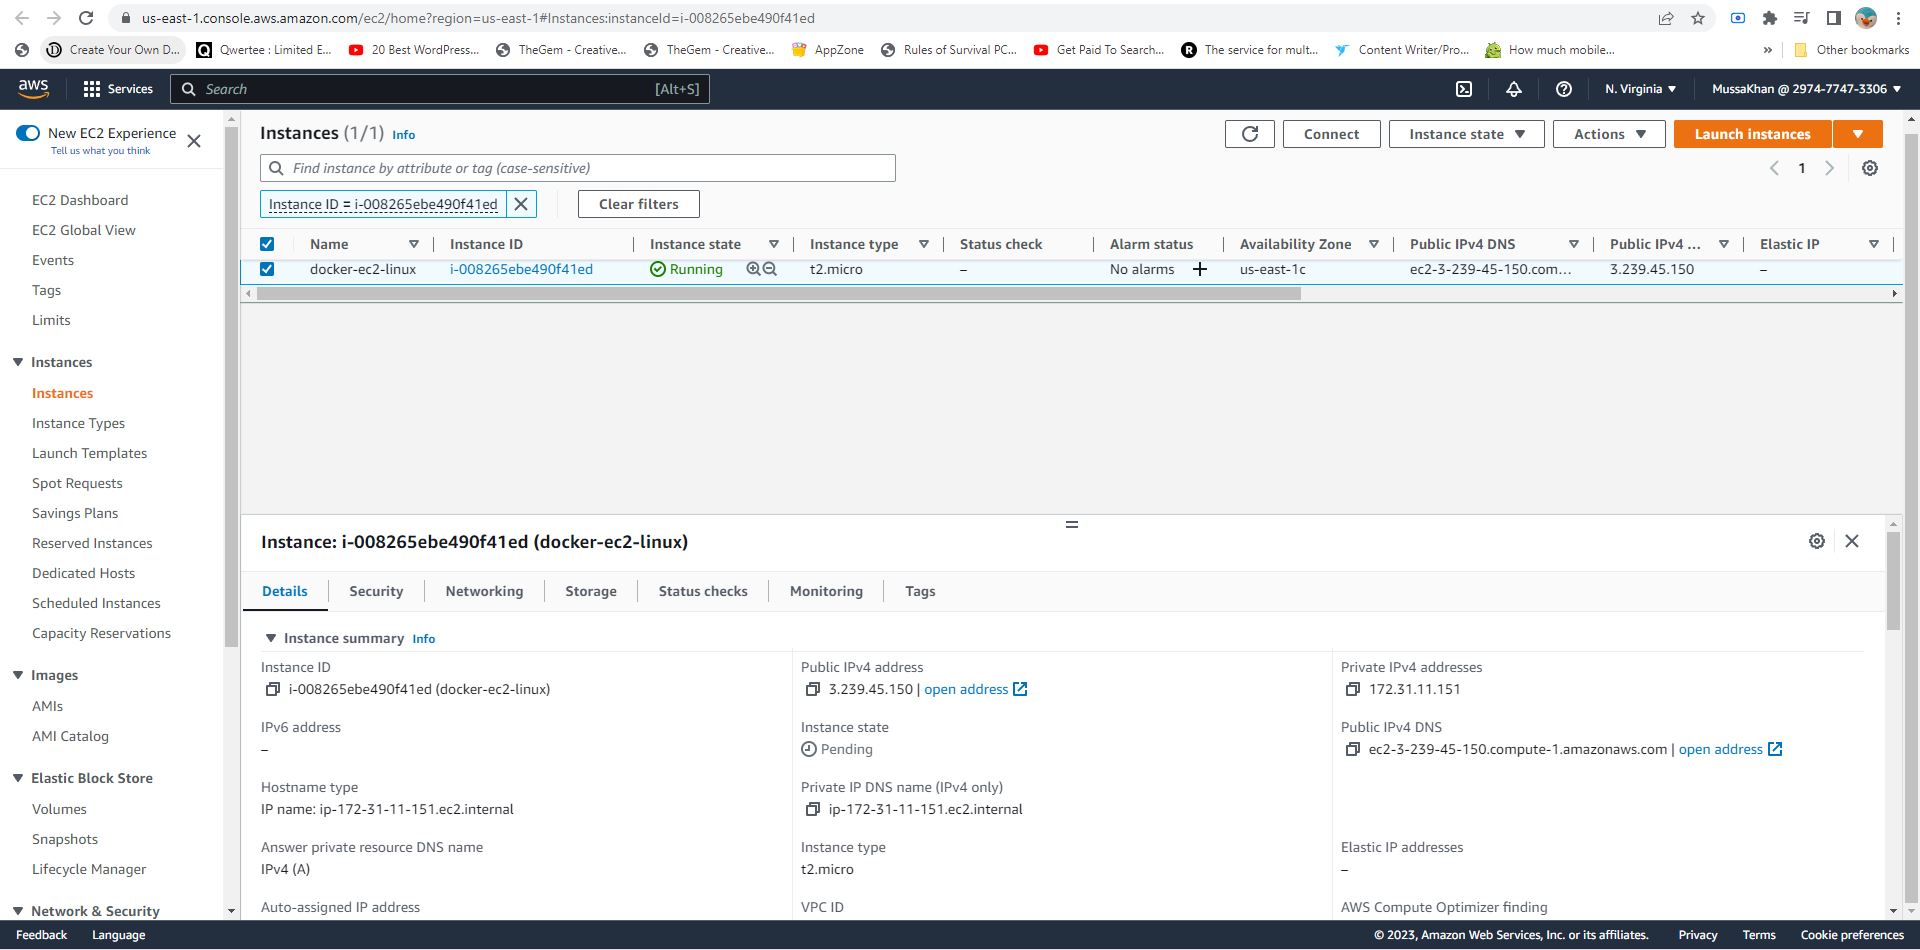 us-east-1.console.aws.amazon.com/ec2/home?region=us-east-1#Instances:instanceId=i-008265ebe490f41ed
Create Your Own D... Qwertee : Limited E... 20 Best WordPress... TheGem - Creative... TheGem - Creative... AppZone Rules of Survival PC... Get Paid To Search... The service for mult... Content Writer/Pro... How much mobile... » Other bookmarks
aws Services Search [Alt+S] N. Virginia MussaKhan @ 2974-7747-3306
New EC2 Experience
Tell us what you think
EC2 Dashboard
EC2 Global View
Events
Tags
Limits
Instances
Instances
Instance Types
Launch Templates
Spot Requests
Savings Plans
Reserved Instances
Dedicated Hosts
Scheduled Instances
Capacity Reservations
Images
AMIs
AMI Catalog
Elastic Block Store
Volumes
Snapshots
Lifecycle Manager
Network & Security
Instances (1/1) Info Connect Instance state Actions Launch instances
Find instance by attribute or tag (case-sensitive) 1
Instance ID = i-008265ebe490f41ed Clear filters
Name Instance ID Instance state Instance type Status check Alarm status Availability Zone Public IPv4 DNS Public IPv4 ... Elastic IP
docker-ec2-linux i-008265ebe490f41ed Running t2.micro – No alarms + us-east-1c ec2-3-239-45-150.com... 3.239.45.150 –
Instance: i-008265ebe490f41ed (docker-ec2-linux)
Details Security Networking Storage Status checks Monitoring Tags
Instance summary Info
Instance ID
i-008265ebe490f41ed (docker-ec2-linux)
Public IPv4 address
3.239.45.150 | open address
Private IPv4 addresses
172.31.11.151
IPv6 address
–
Instance state
Pending
Public IPv4 DNS
ec2-3-239-45-150.compute-1.amazonaws.com | open address
Hostname type
IP name: ip-172-31-11-151.ec2.internal
Private IP DNS name (IPv4 only)
ip-172-31-11-151.ec2.internal
Answer private resource DNS name
IPv4 (A)
Instance type
t2.micro
Elastic IP addresses
–
Auto-assigned IP address
VPC ID
AWS Compute Optimizer finding
Feedback Language © 2023, Amazon Web Services, Inc. or its affiliates. Privacy Terms Cookie preferences